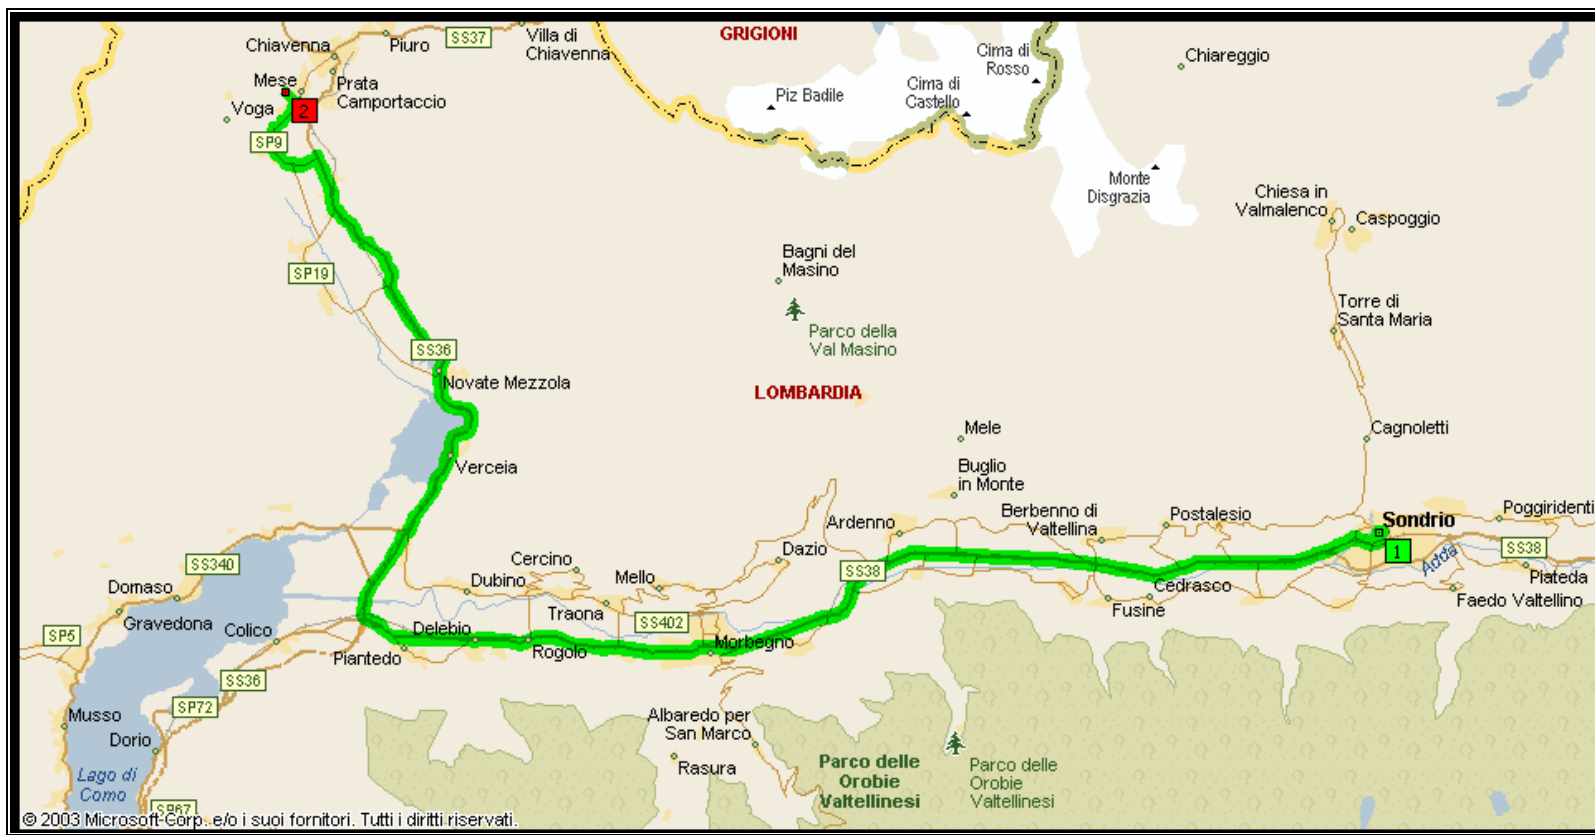 GRIGIONI
Chiavenna
Piuro
SS37
Villa di
Chiavenna
Cima di
Rosso
Chiareggio
Mese
Prata
Camportaccio
Piz Badile
Cima di
Castello
Voga
2
SP9
Monte
Disgrazia
Chiesa in
Valmalenco
Caspoggio
Bagni del
Masino
SP19
Torre di
Santa Maria
Parco della
Val Masino
SS36
Novate Mezzola
LOMBARDIA
Mele
Cagnoletti
Verceia
Buglio
in Monte
Ardenno
Berbenno di
Valtellina
Postalesio
Sondrio
Poggiridenti
1
Adda
SS38
Piateda
Faedo Valtellino
SS340
Domaso
Gravedona
Cercino
Dubino
Mello
Dazio
SS38
Traona
Cedrasco
Fusine
SP5
Colico
Delebio
SS402
Piantedo
Rogolo
Morbegno
SS36
SP72
Musso
Dorio
Albaredo per
San Marco
Rasura
Parco delle
Orobie
Valtellinesi
Parco delle
Orobie
Valtellinesi
Lago di
Como
SP67
© 2003 Microsoft Corp. e/o i suoi fornitori. Tutti i diritti riservati.